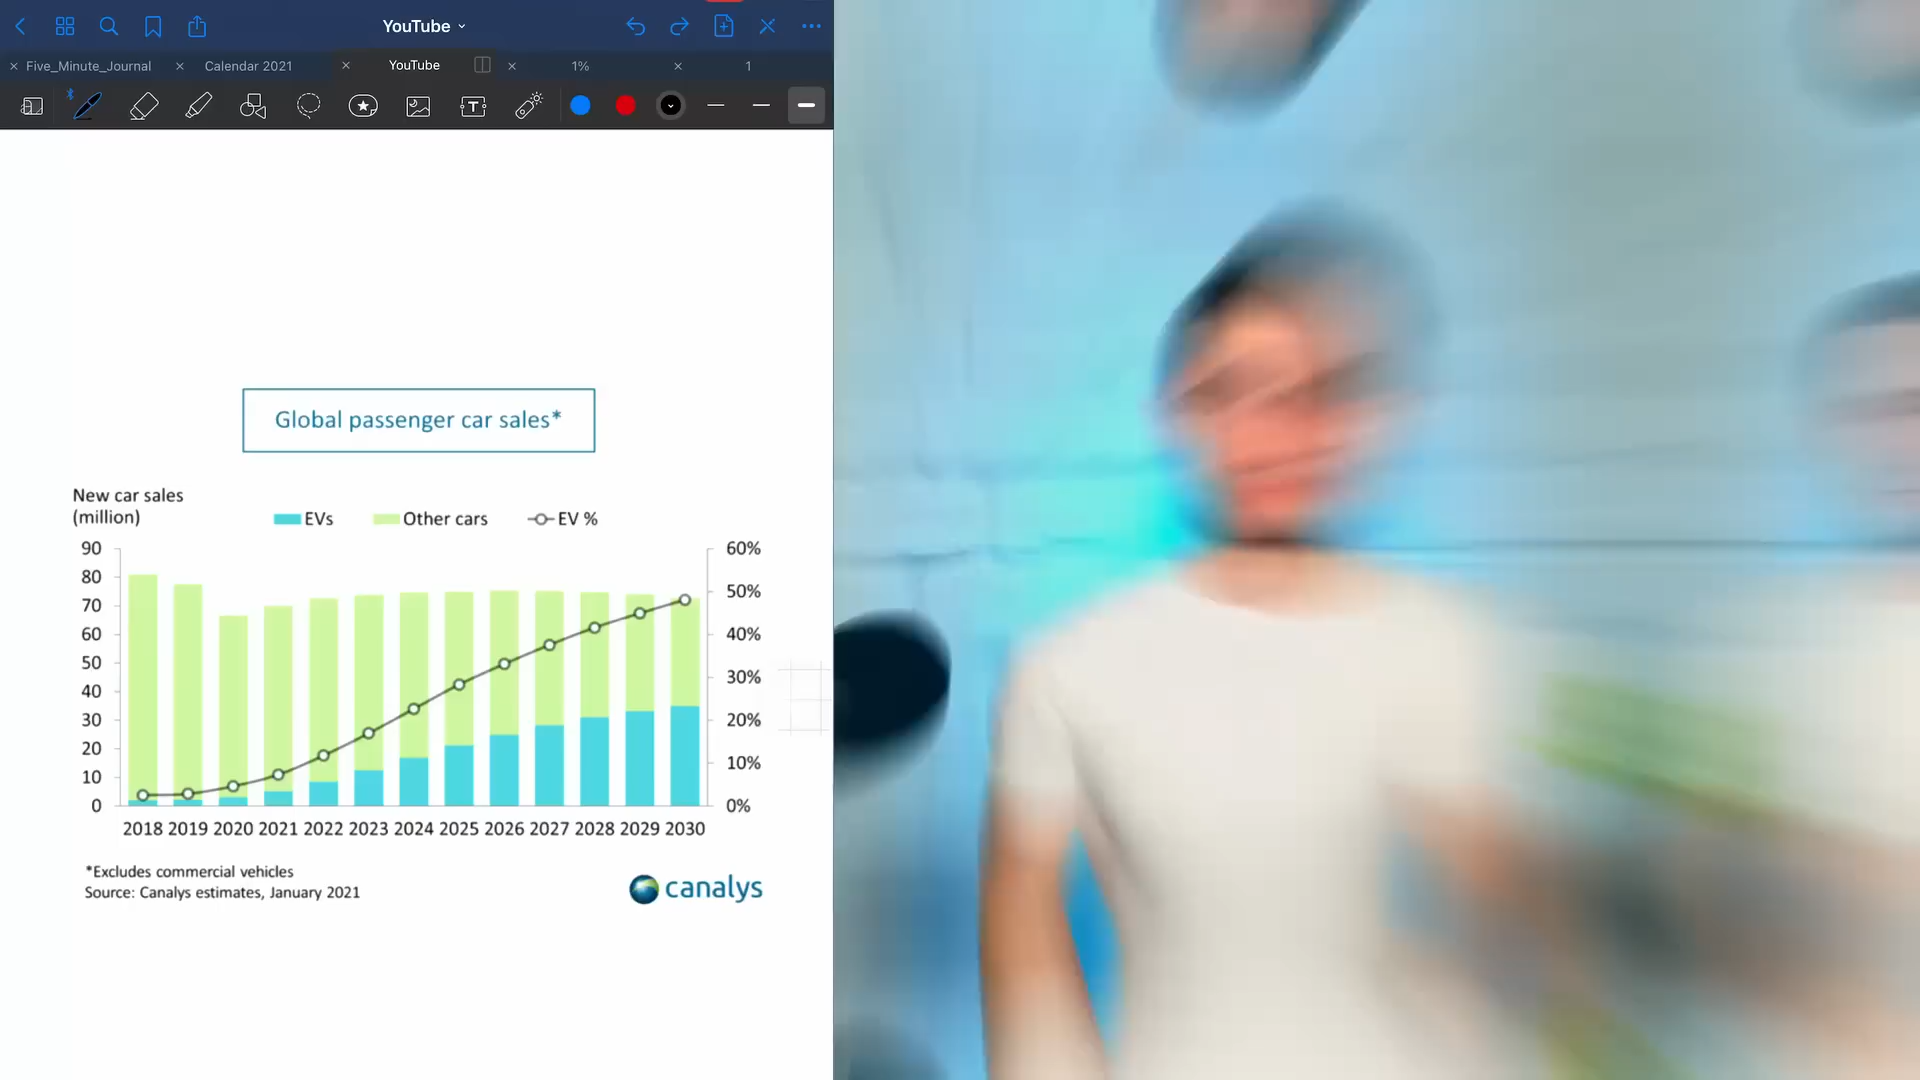 YouTube
Five_Minute_Journal
Calendar 2021
YouTube
1%
1
T
Global passenger car sales*
New car sales
(million)
EVs
Other cars
EV %
90
80
70
60
50
40
30
20
10
0
60%
50%
40%
30%
20%
10%
0%
2018 2019 2020 2021 2022 2023 2024 2025 2026 2027 2028 2029 2030
*Excludes commercial vehicles
Source: Canalys estimates, January 2021
canalys